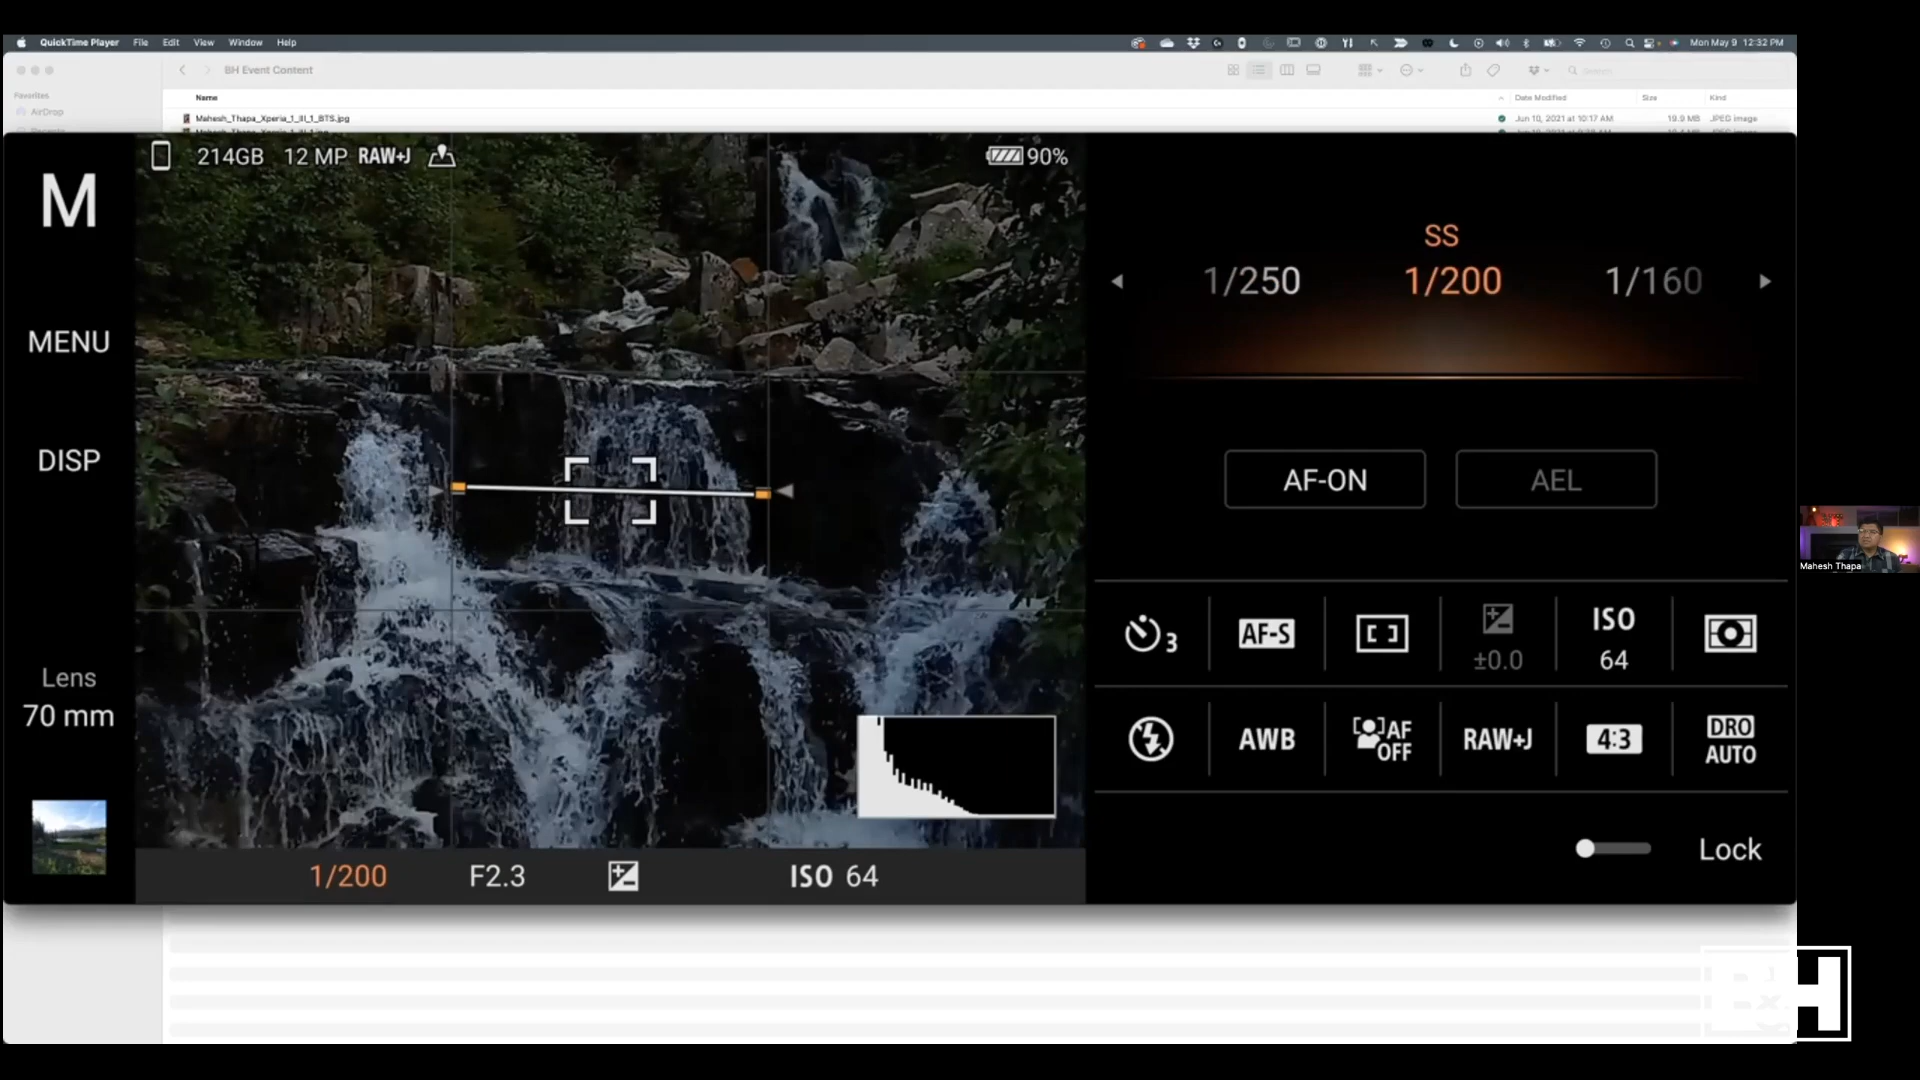 QuickTime Player File Edit View Window Help Mon May 9 12:32 PM
BH Event Content
Favorites
Name Date Modified Size Kind
AirDrop
Mahesh_Thapa_Xperia_1_III_1_BTS.jpg Jun 10, 2021 at 10:17 AM 19.9 MB JPEG image
214GB 12 MP RAW+J 90%
M
SS
1/250 1/200 1/160
MENU
DISP
AF-ON AEL
Mahesh Thapa
3 AF-S ±0.0 ISO 64
Lens
70 mm
AWB AF OFF RAW+J 4:3 DRO AUTO
Lock
1/200 F2.3 ISO 64
BH